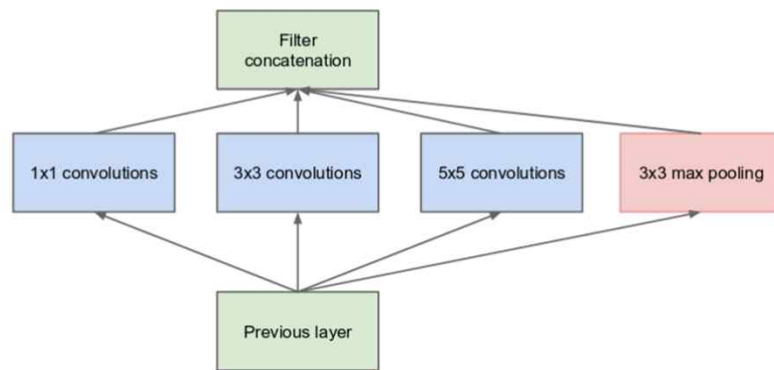 Filter
concatenation
1x1 convolutions
3x3 convolutions
5x5 convolutions
3x3 max pooling
Previous layer